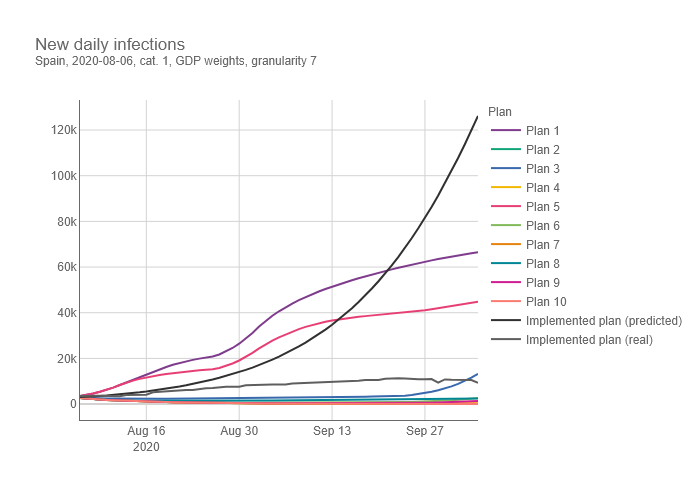 New daily infections
Spain, 2020-08-06, cat. 1, GDP weights, granularity 7
Plan
120k
100k
80k
60k
40k
20k
0
Aug 16
2020
Aug 30
Sep 13
Sep 27
Plan 1
Plan 2
Plan 3
Plan 4
Plan 5
Plan 6
Plan 7
Plan 8
Plan 9
Plan 10
Implemented plan (predicted)
Implemented plan (real)